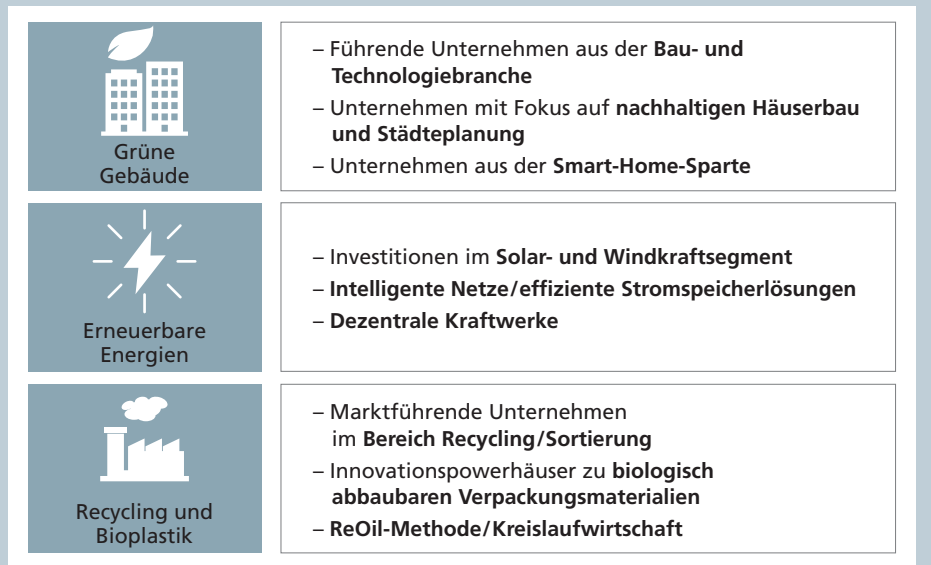 Grüne
Gebäude
– Führende Unternehmen aus der Bau- und
Technologiebranche
– Unternehmen mit Fokus auf nachhaltigen Häuserbau
und Städteplanung
– Unternehmen aus der Smart-Home-Sparte
Erneuerbare
Energien
– Investitionen im Solar- und Windkraftsegment
– Intelligente Netze/effiziente Stromspeicherlösungen
– Dezentrale Kraftwerke
Recycling und
Bioplastik
– Marktführende Unternehmen
im Bereich Recycling/Sortierung
– Innovationspowerhäuser zu biologisch
abbaubaren Verpackungsmaterialien
– ReOil-Methode/Kreislaufwirtschaft